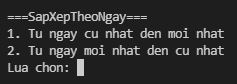 ===SapXepTheoNgay===
1. Tu ngay cu nhat den moi nhat
2. Tu ngay moi nhat den cu nhat
Lua chon: